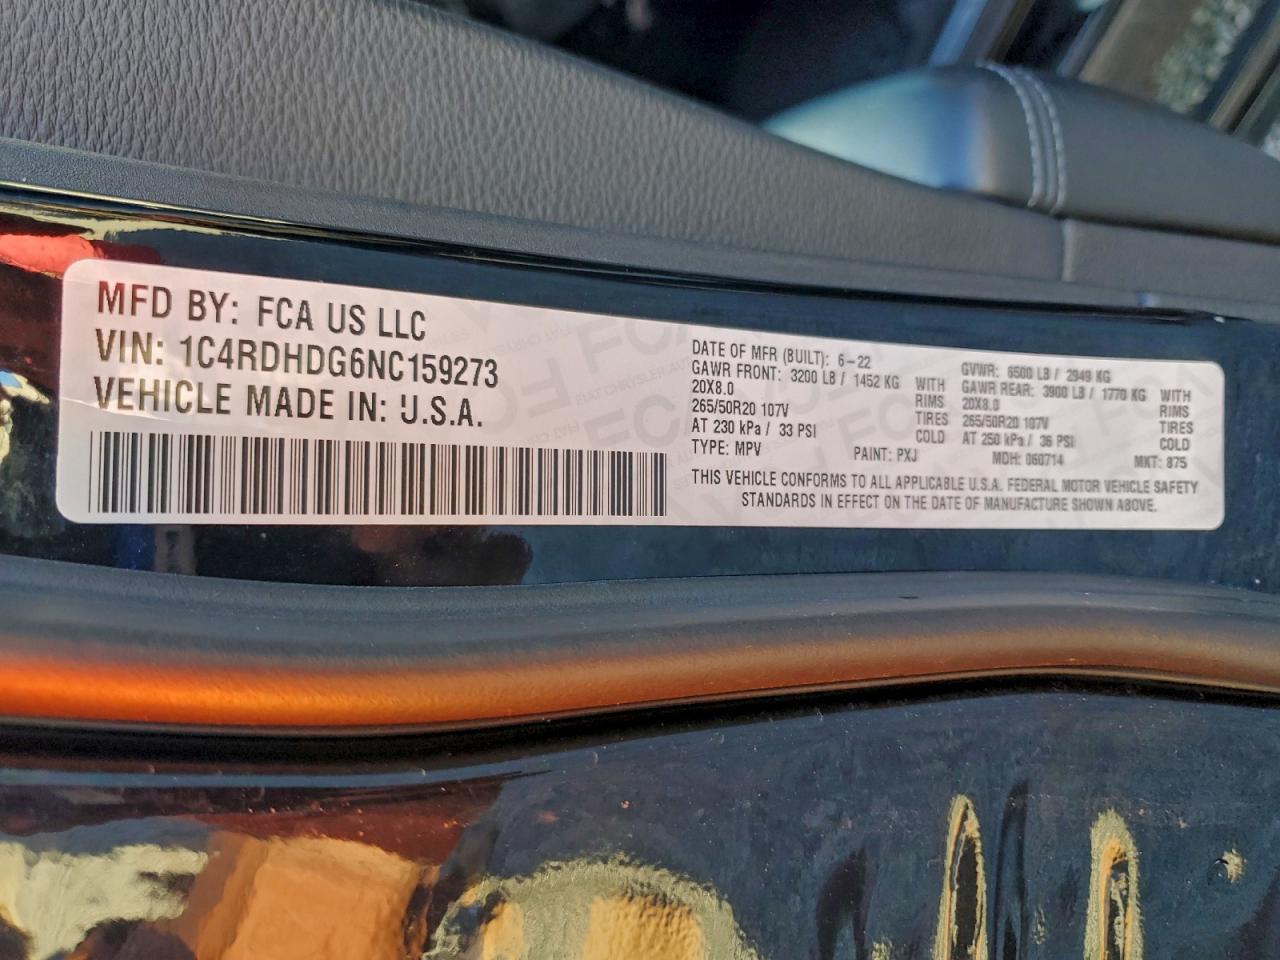 MFD BY: FCA US LLC
VIN: 1C4RDHDG6NC159273
VEHICLE MADE IN: U.S.A.
DATE OF MFR (BUILT): 6-22 GVWR: 6500 LB / 2949 KG
GAWR FRONT: 3200 LB / 1452 KG WITH GAWR REAR: 3900 LB / 1770 KG WITH
20X8.0 RIMS 20X8.0 RIMS
265/50R20 107V TIRES 265/50R20 107V TIRES
AT 230 kPa / 33 PSI COLD AT 250 kPa / 36 PSI COLD
TYPE: MPV PAINT: PXJ MDH: 060714 MKT: 875
THIS VEHICLE CONFORMS TO ALL APPLICABLE U.S.A. FEDERAL MOTOR VEHICLE SAFETY
STANDARDS IN EFFECT ON THE DATE OF MANUFACTURE SHOWN ABOVE.